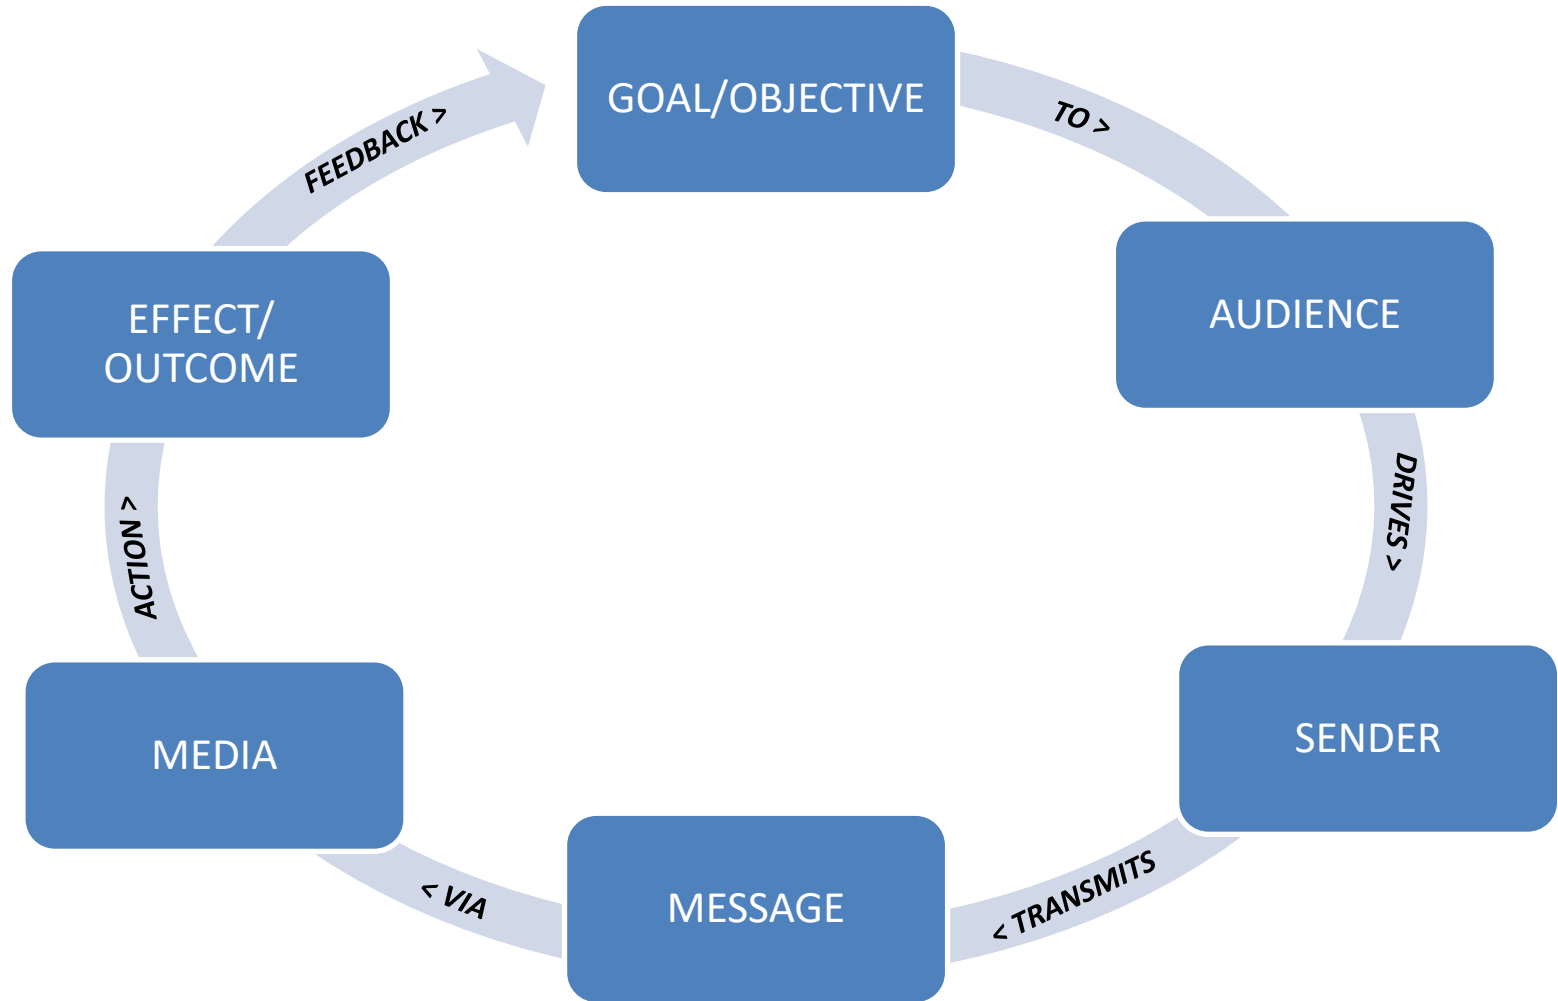 GOAL/OBJECTIVE
TO >
AUDIENCE
DRIVES >
SENDER
< TRANSMITS
MESSAGE
< VIA
MEDIA
ACTION >
EFFECT/
OUTCOME
FEEDBACK >